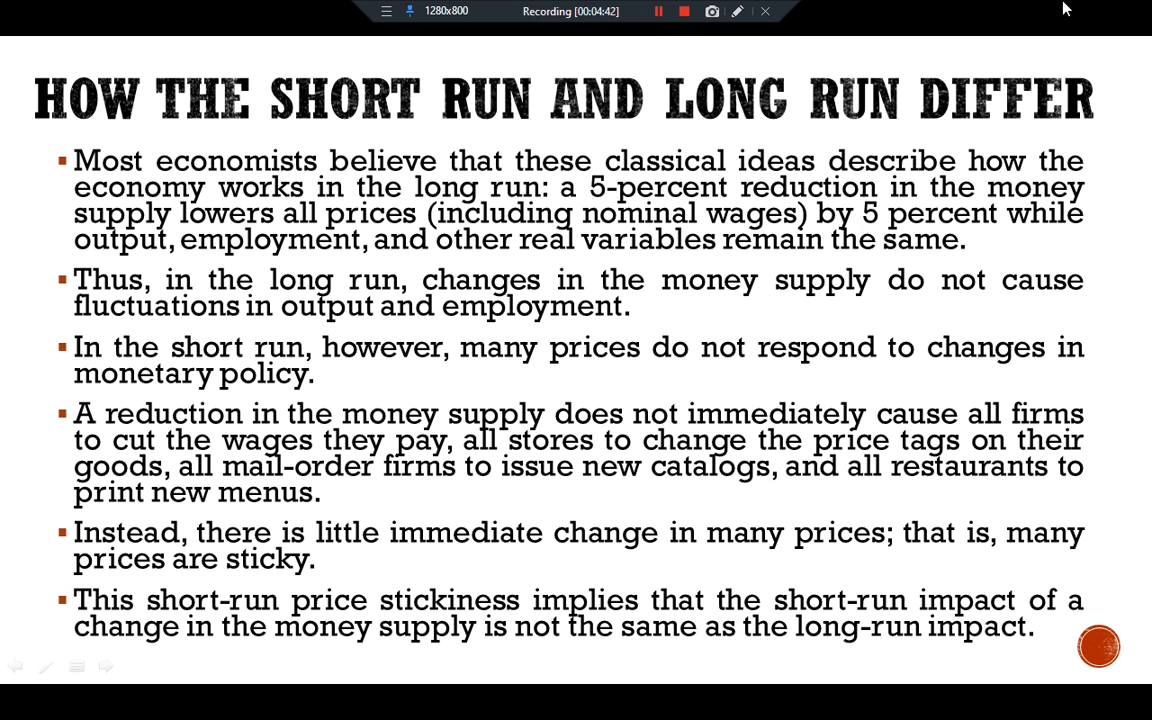 1280x800 Recording [00:04:42]
HOW THE SHORT RUN AND LONG RUN DIFFER
▪ Most economists believe that these classical ideas describe how the
economy works in the long run: a 5-percent reduction in the money
supply lowers all prices (including nominal wages) by 5 percent while
output, employment, and other real variables remain the same.
▪ Thus, in the long run, changes in the money supply do not cause
fluctuations in output and employment.
▪ In the short run, however, many prices do not respond to changes in
monetary policy.
▪ A reduction in the money supply does not immediately cause all firms
to cut the wages they pay, all stores to change the price tags on their
goods, all mail-order firms to issue new catalogs, and all restaurants to
print new menus.
▪ Instead, there is little immediate change in many prices; that is, many
prices are sticky.
▪ This short-run price stickiness implies that the short-run impact of a
change in the money supply is not the same as the long-run impact.